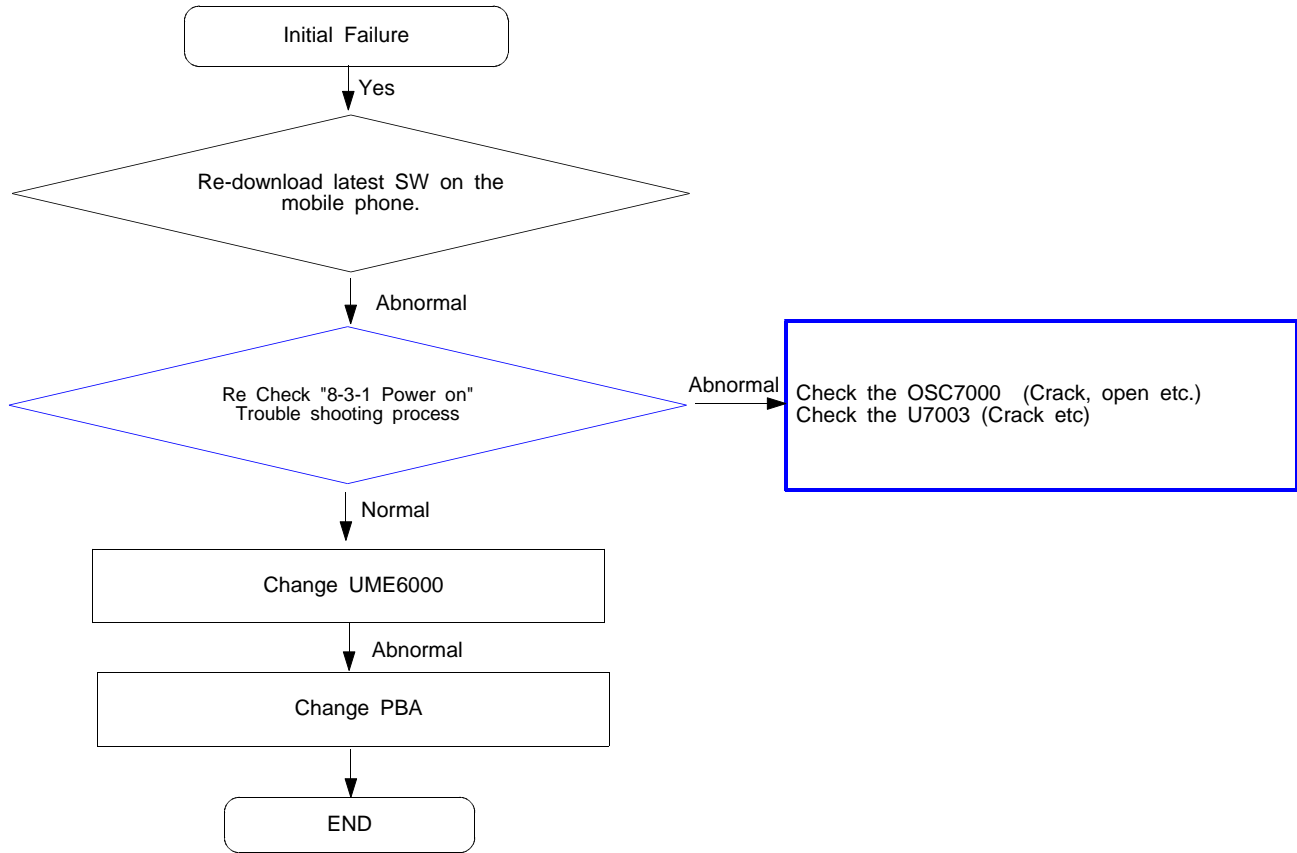 Initial Failure
Yes
Re-download latest SW on the
mobile phone.
Abnormal
Re Check "8-3-1 Power on"
Trouble shooting process
Abnormal
Check the OSC7000 (Crack, open etc.)
Check the U7003 (Crack etc)
Normal
Change UME6000
Abnormal
Change PBA
END